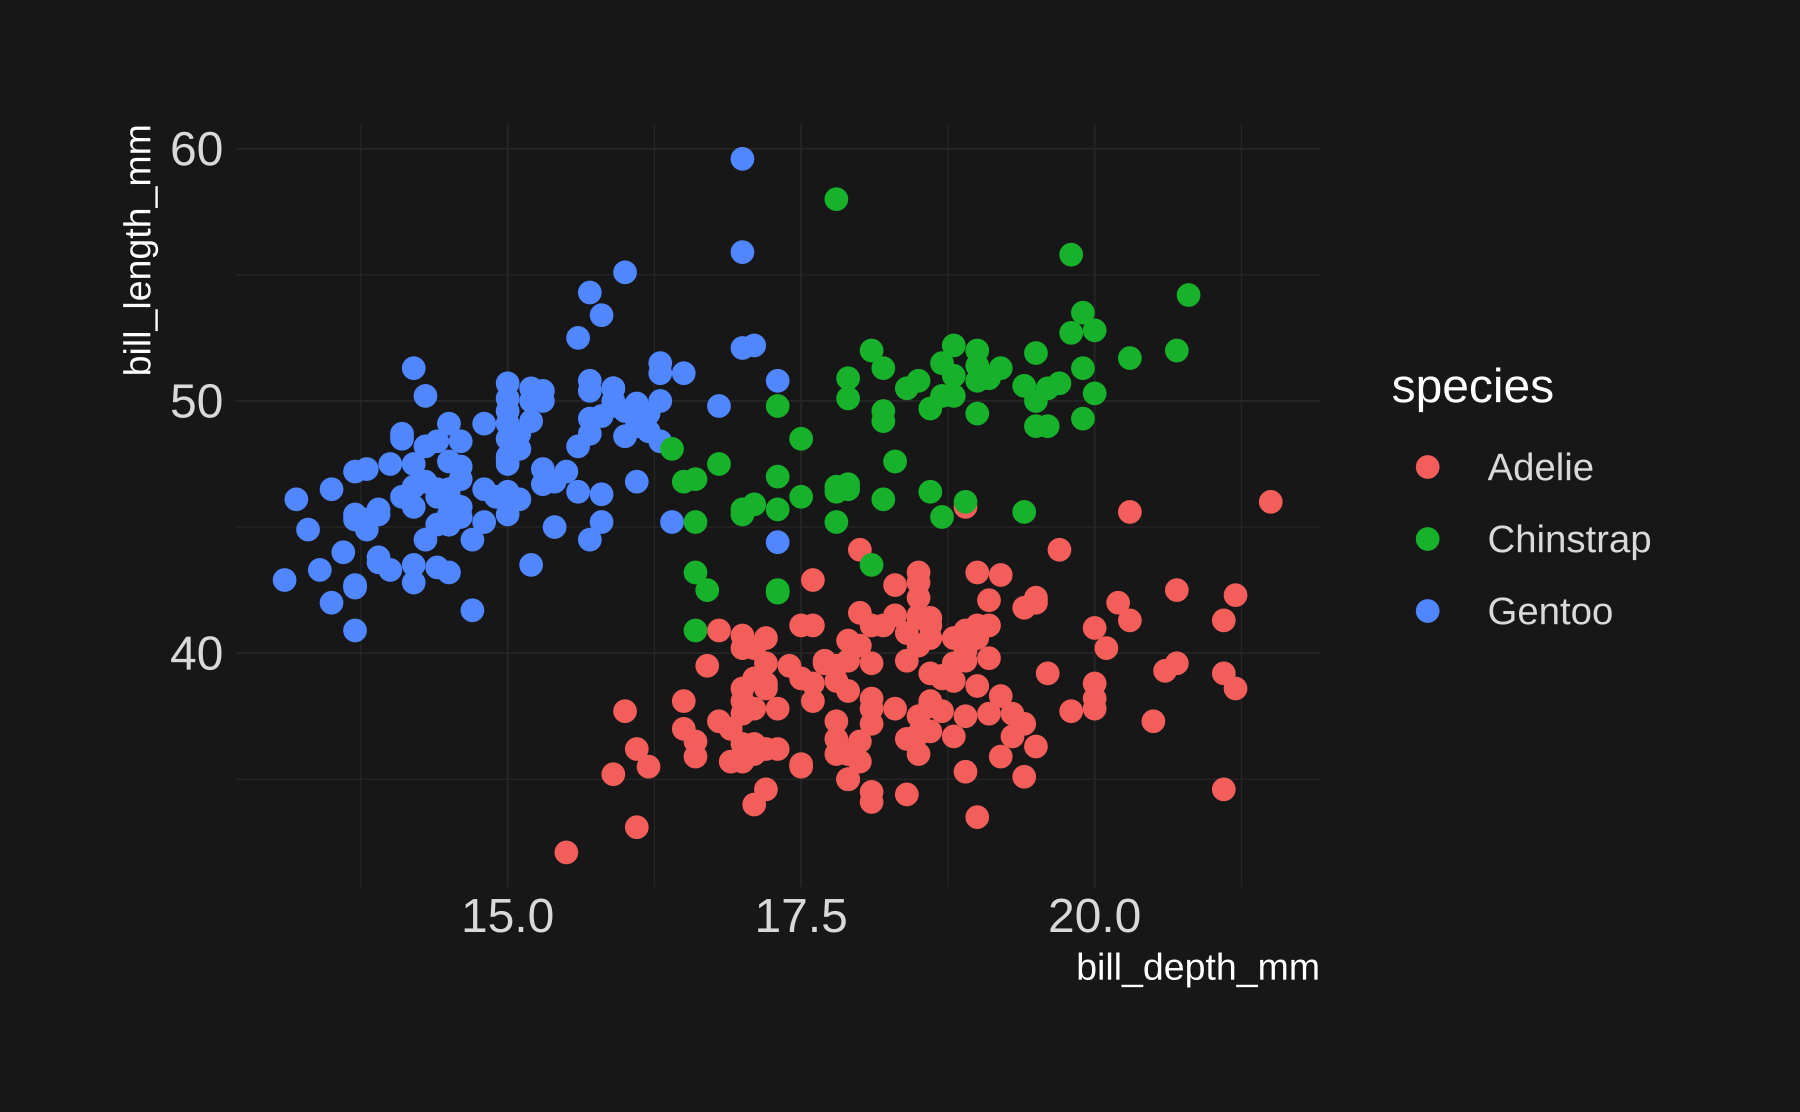 bill_length_mm
60
50
40
15.0 17.5 20.0
bill_depth_mm
species
Adelie
Chinstrap
Gentoo